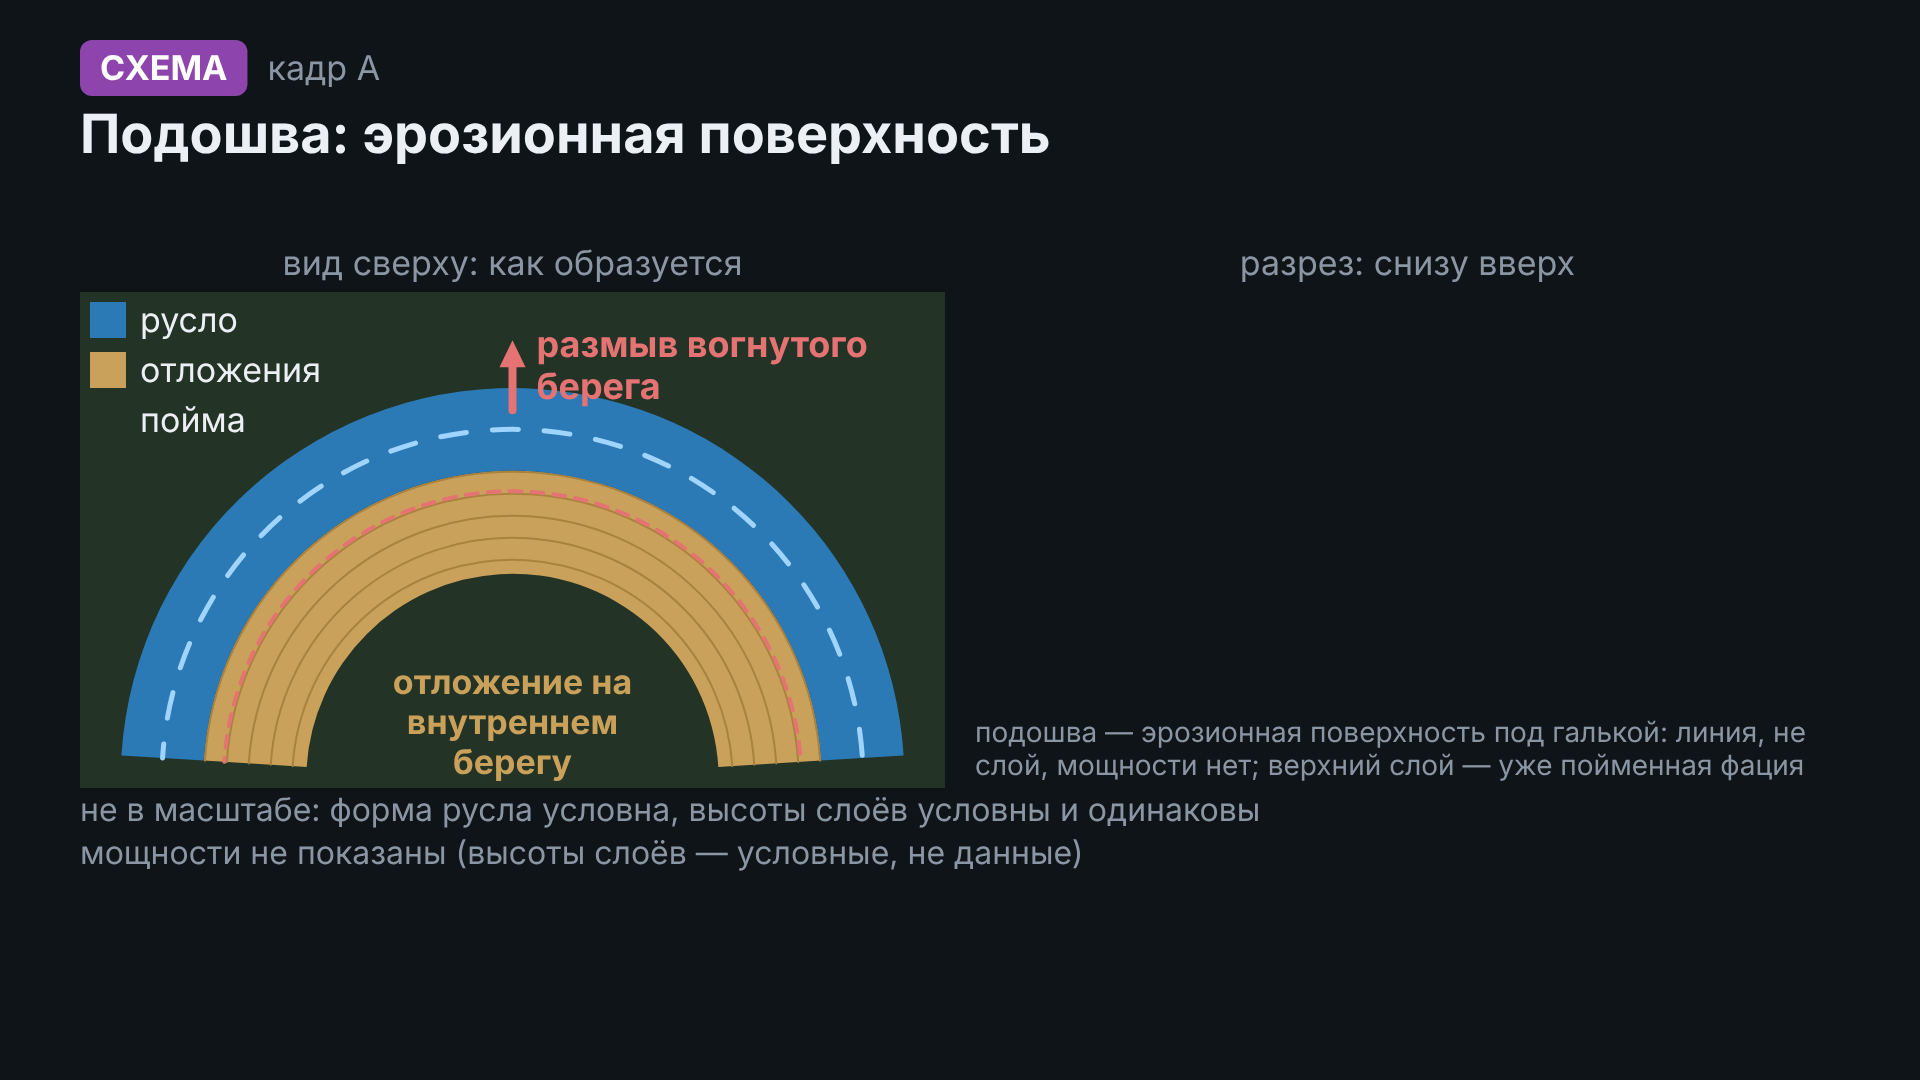 СХЕМА кадр А
Подошва: эрозионная поверхность
вид сверху: как образуется
русло
отложения
пойма
размыв вогнутого
берега
отложение на
внутреннем
берегу
разрез: снизу вверх
подошва — эрозионная поверхность под галькой: линия, не
слой, мощности нет; верхний слой — уже пойменная фация
не в масштабе: форма русла условна, высоты слоёв условны и одинаковы
мощности не показаны (высоты слоёв — условные, не данные)